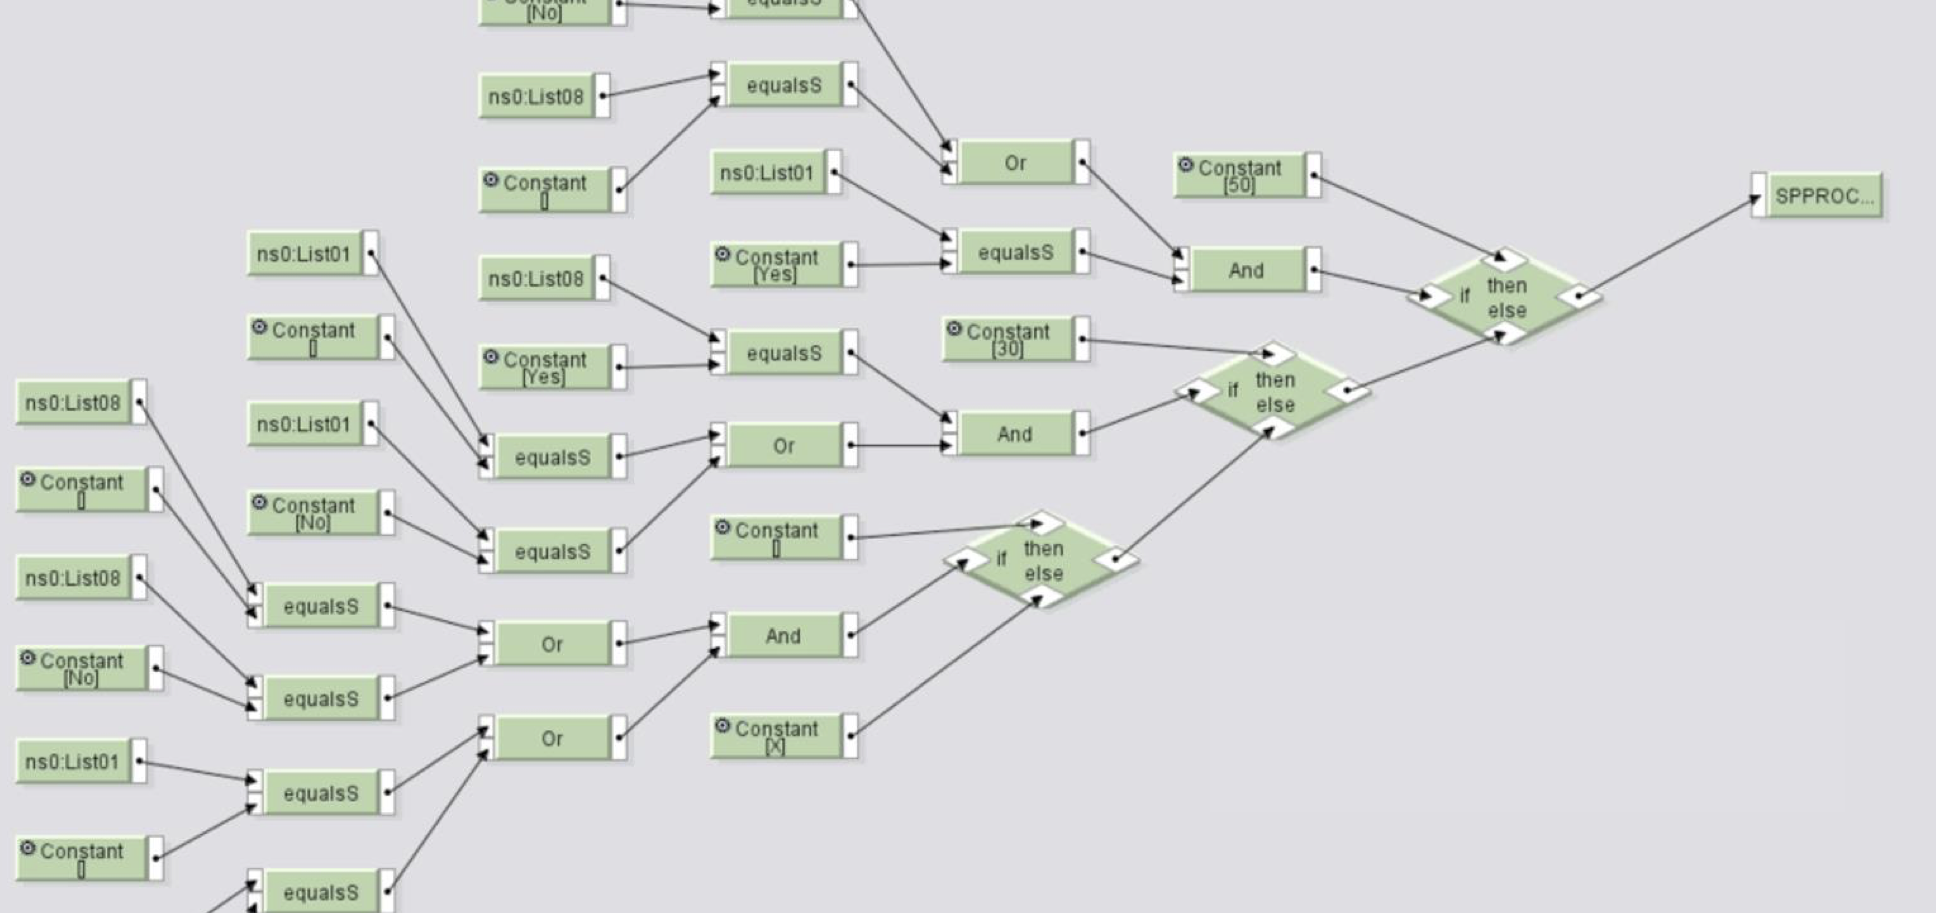 Constant
[No]
equalsS
ns0:List08
equalsS
Constant
[]
ns0:List01
Or
Constant
[50]
SPPROC...
ns0:List01
ns0:List08
Constant
[Yes]
equalsS
And
if then
else
Constant
[]
Constant
[Yes]
equalsS
Constant
[30]
if then
else
ns0:List08
ns0:List01
equalsS
Or
And
Constant
[]
Constant
[No]
equalsS
Constant
[]
if then
else
ns0:List08
equalsS
Or
And
Constant
[No]
equalsS
Or
Constant
[X]
ns0:List01
equalsS
Constant
[]
equalsS